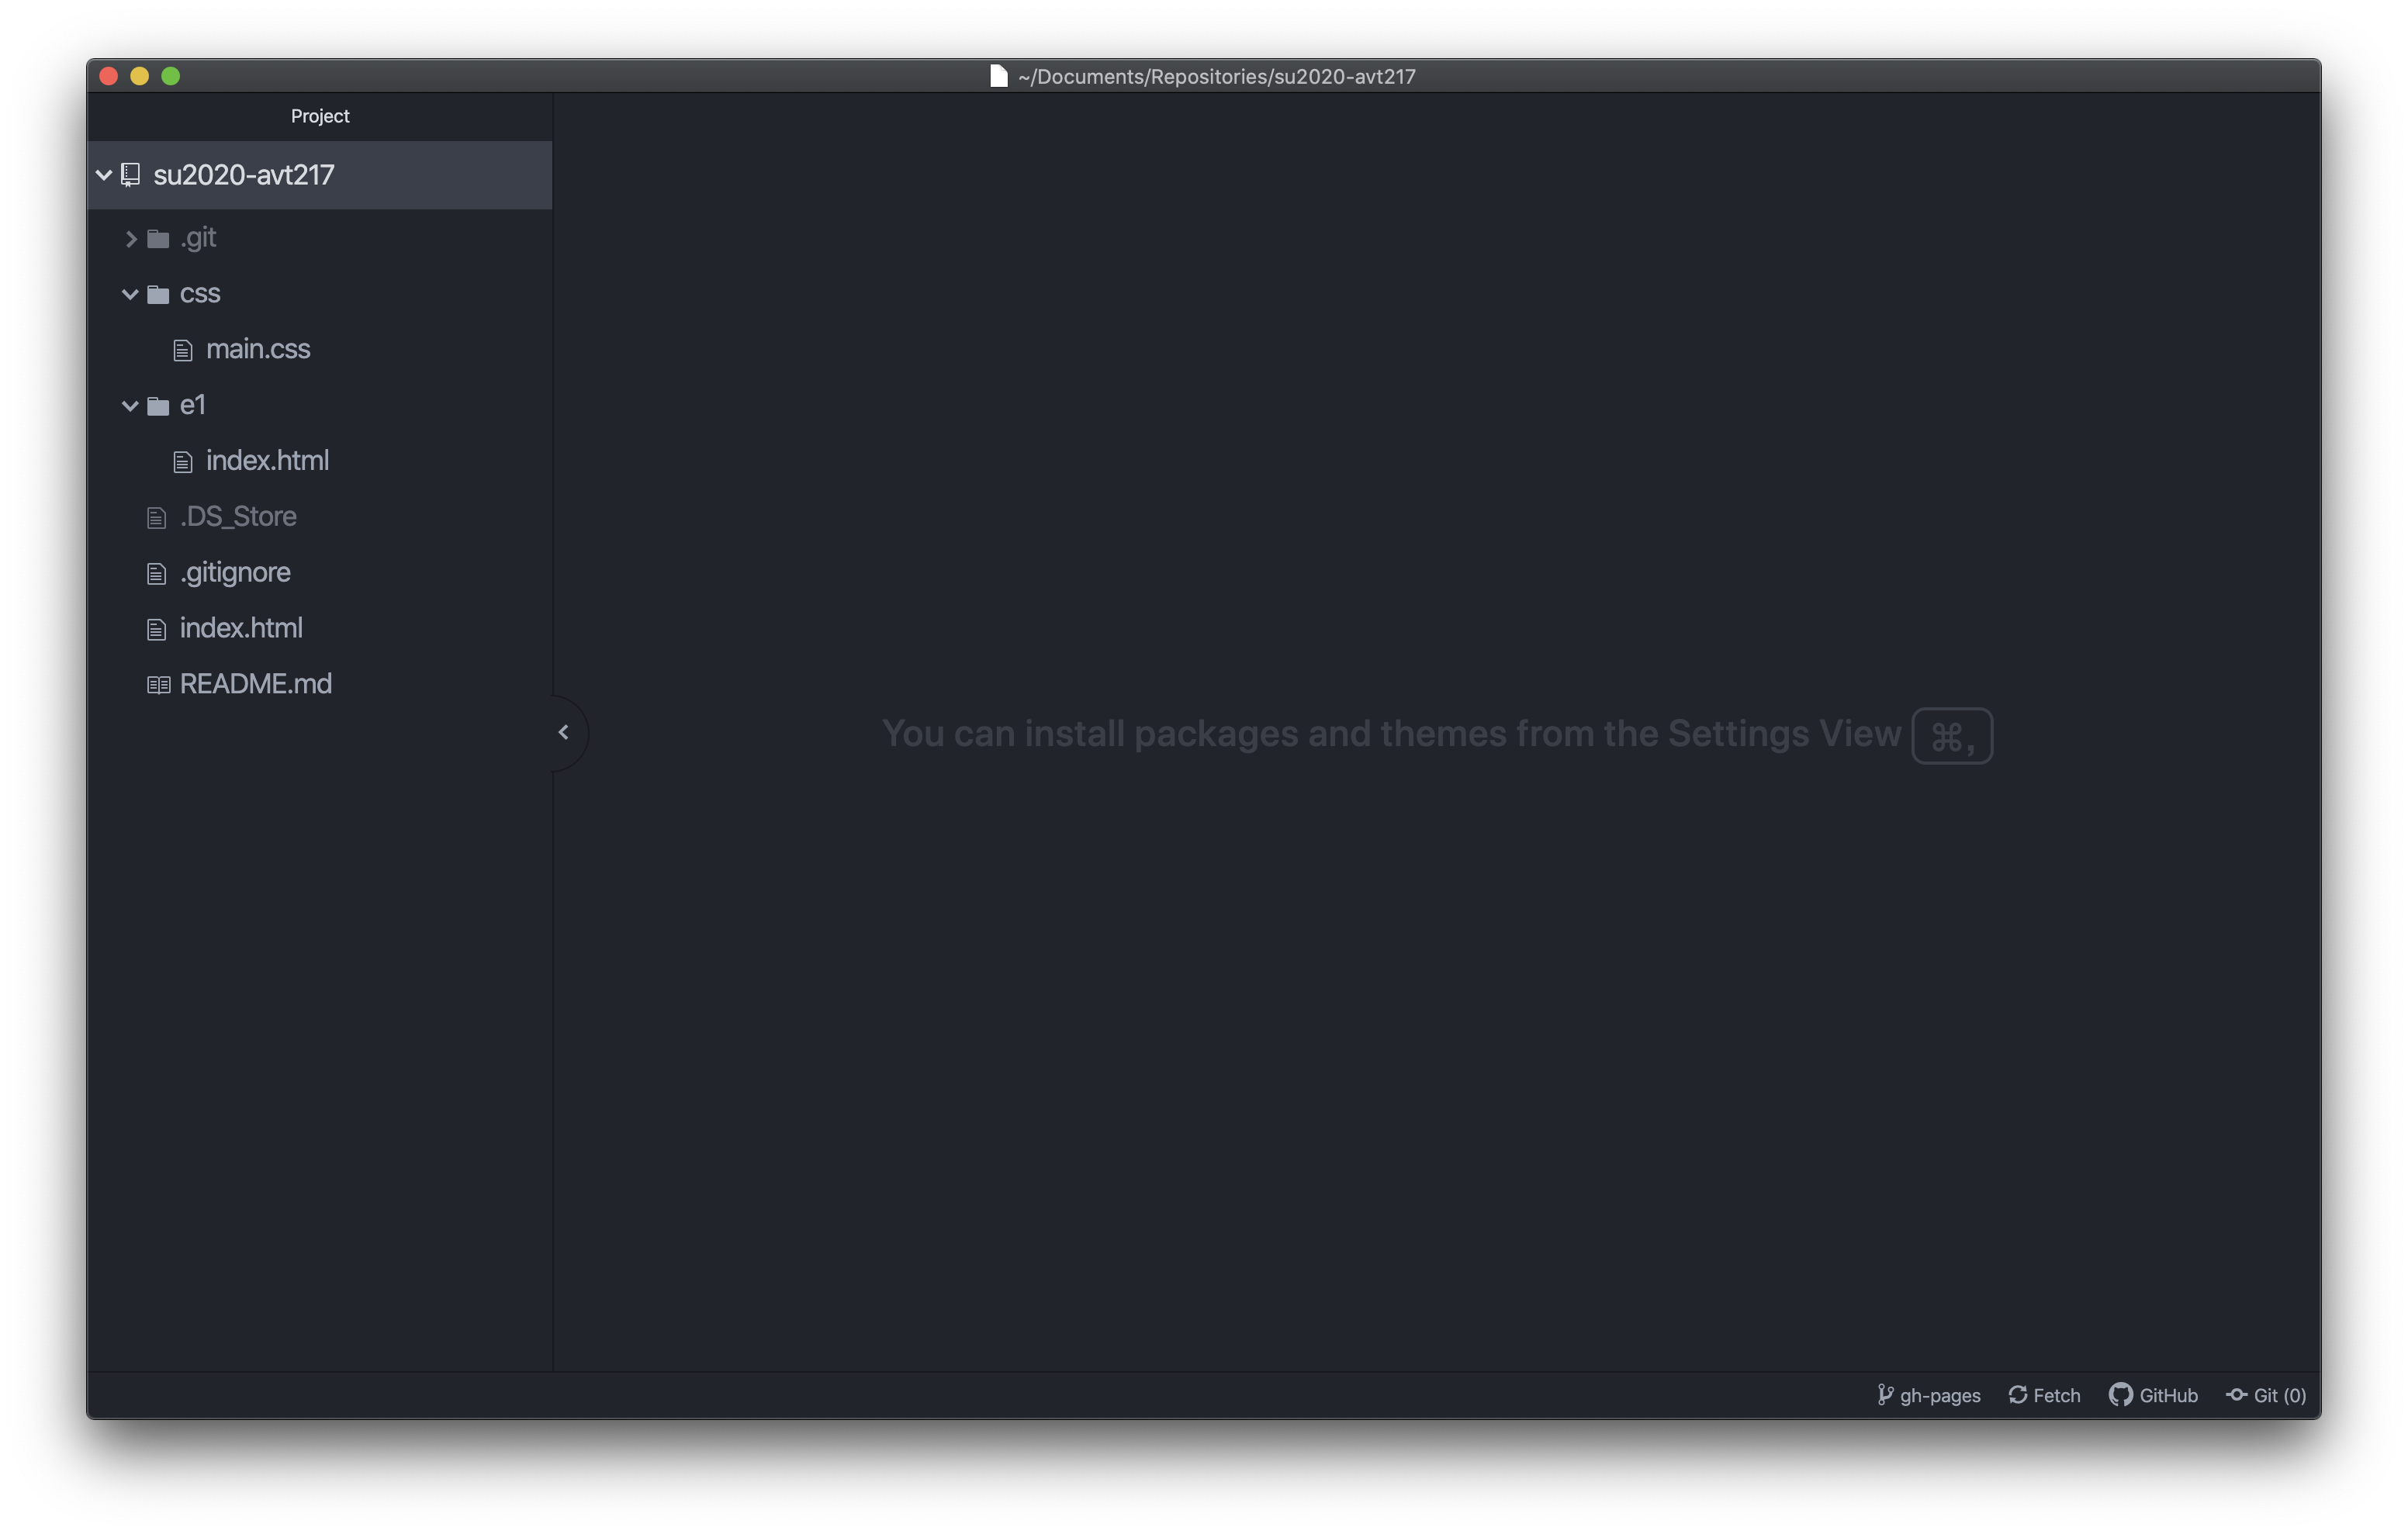 ~/Documents/Repositories/su2020-avt217
Project
su2020-avt217
.git
css
main.css
e1
index.html
.DS_Store
.gitignore
index.html
README.md
You can install packages and themes from the Settings View ⌘,
gh-pages Fetch GitHub Git (0)